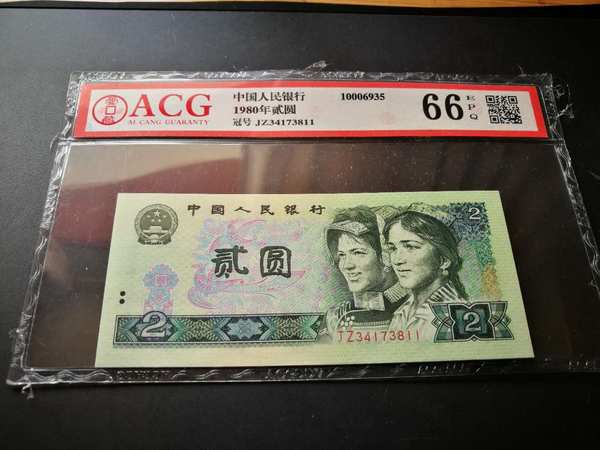 ACG
AI CANG GUARANTY
中国人民银行 10006935
1980年贰圆
冠号 JZ34173811
66 EPQ
中国人民银行
2
贰圆
JZ34173811
2
2